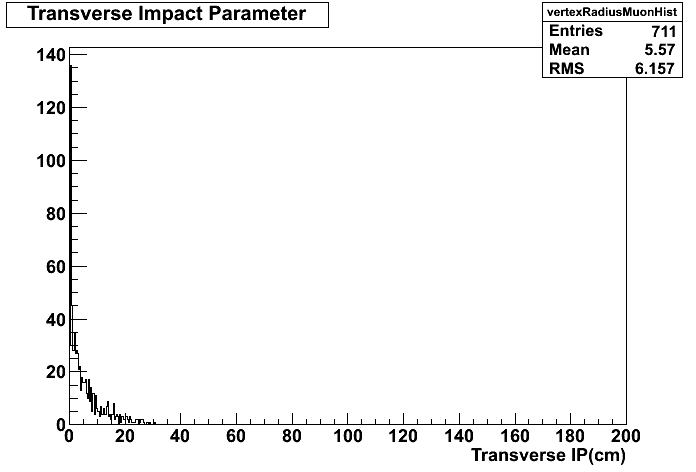 Transverse Impact Parameter
vertexRadiusMuonHist
Entries 711
Mean 5.57
RMS 6.157
140
120
100
80
60
40
20
0
0 20 40 60 80 100 120 140 160 180 200
Transverse IP(cm)